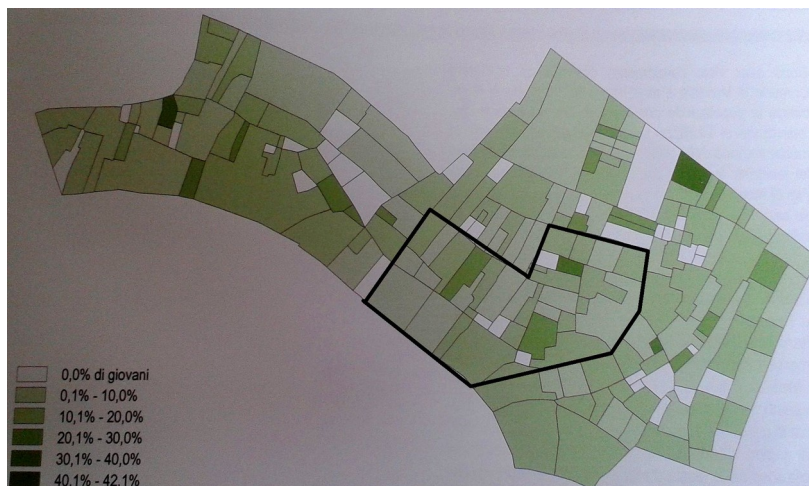 0,0% di giovani
0,1% - 10,0%
10,1% - 20,0%
20,1% - 30,0%
30,1% - 40,0%
40,1% - 42,1%